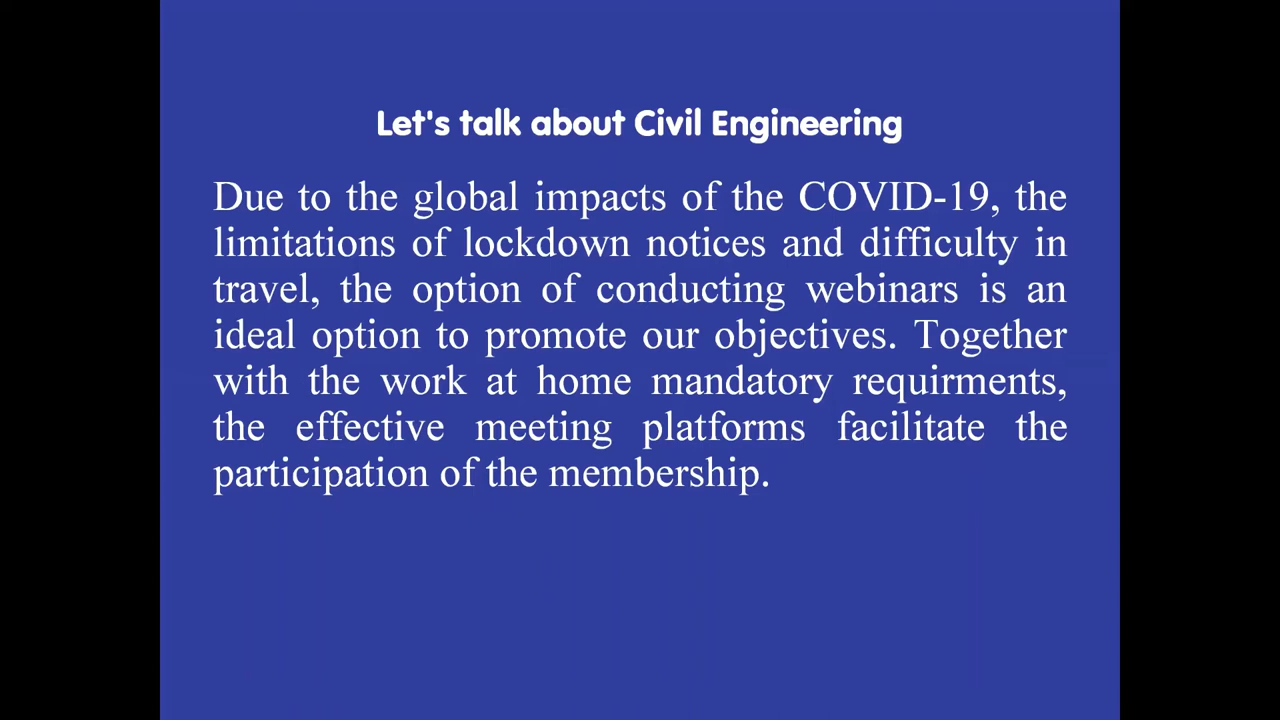 Let's talk about Civil Engineering
Due to the global impacts of the COVID-19, the
limitations of lockdown notices and difficulty in
travel, the option of conducting webinars is an
ideal option to promote our objectives. Together
with the work at home mandatory requirments,
the effective meeting platforms facilitate the
participation of the membership.